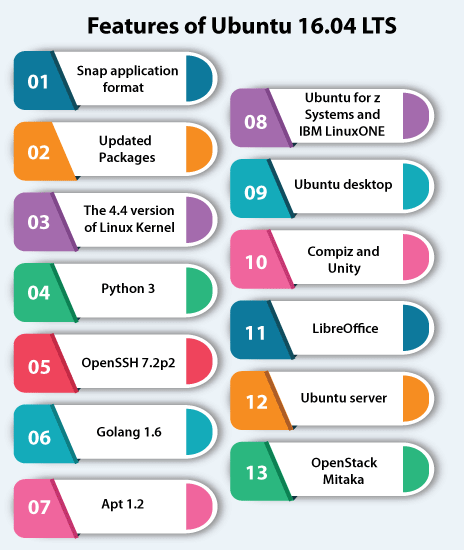 Features of Ubuntu 16.04 LTS
01
Snap application
format
02
Updated
Packages
03
The 4.4 version
of Linux Kernel
04
Python 3
05
OpenSSH 7.2p2
06
Golang 1.6
07
Apt 1.2
08
Ubuntu for z
Systems and
IBM LinuxONE
09
Ubuntu desktop
10
Compiz and
Unity
11
LibreOffice
12
Ubuntu server
13
OpenStack
Mitaka